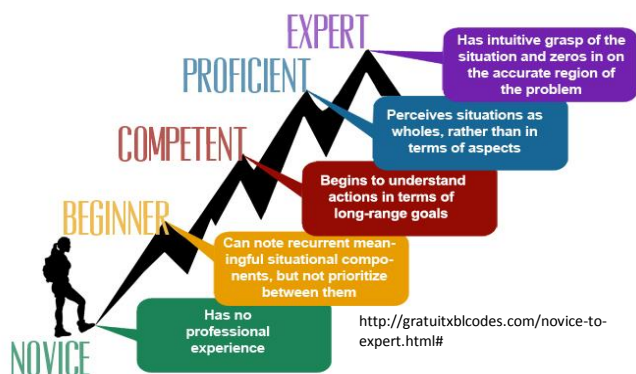 EXPERT
Has intuitive grasp of the
situation and zeros in on
the accurate region of
the problem
PROFICIENT
Perceives situations as
wholes, rather than in
terms of aspects
COMPETENT
Begins to understand
actions in terms of
long-range goals
BEGINNER
Can note recurrent mean-
ingful situational compo-
nents, but not prioritize
between them
NOVICE
Has no
professional
experience
http://gratuitxblcodes.com/novice-to-
expert.html#